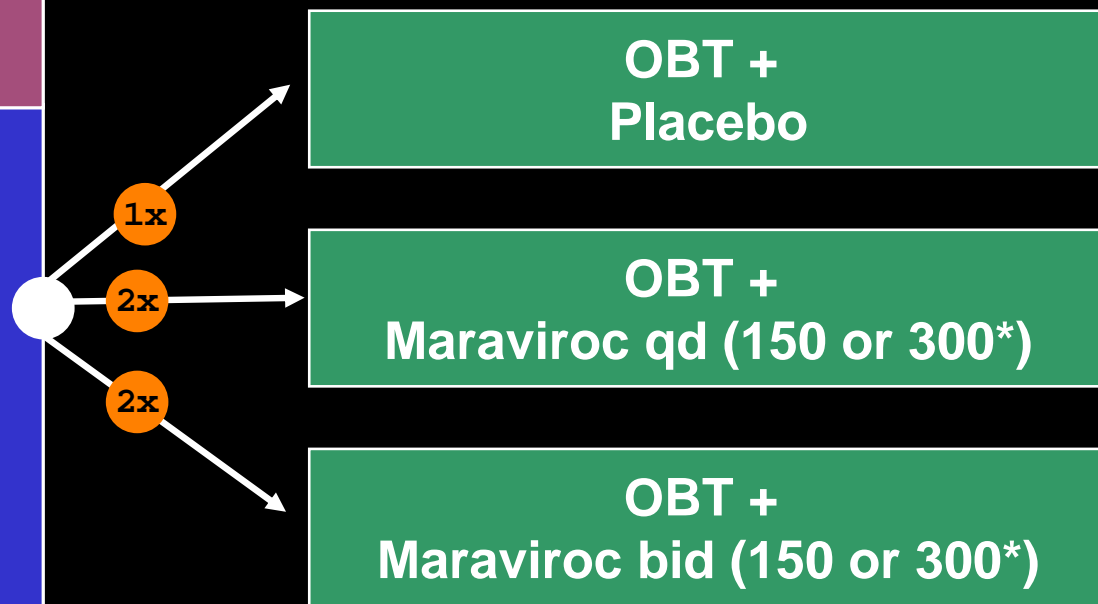 OBT +
Placebo
1x
OBT +
Maraviroc qd (150 or 300*)
2x
OBT +
Maraviroc bid (150 or 300*)
2x